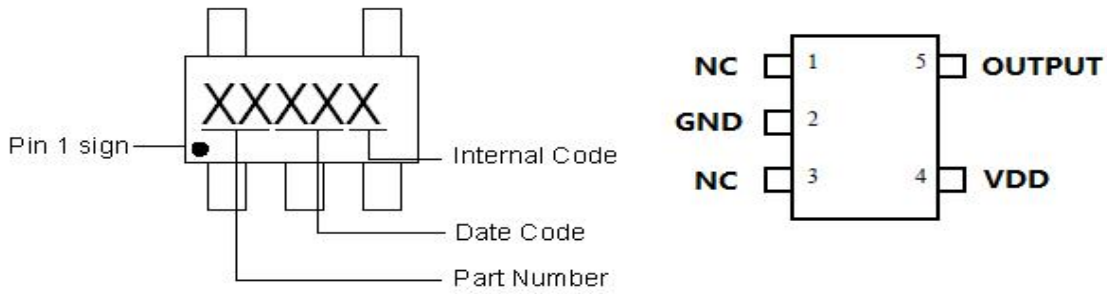 XXXXX
Pin 1 sign
Internal Code
Date Code
Part Number
NC 1 5 OUTPUT
GND 2
NC 3 4 VDD